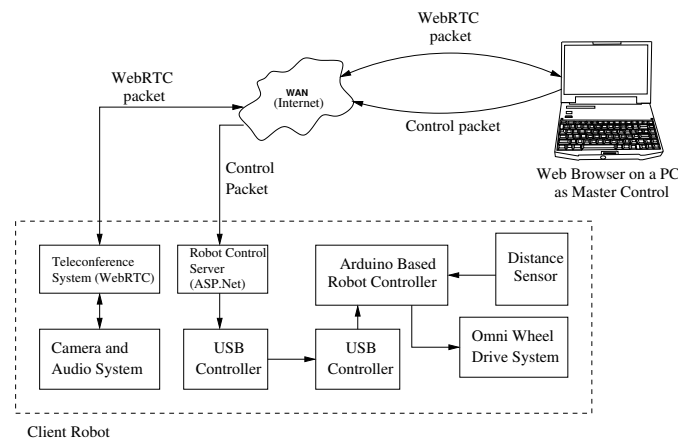 WebRTC
packet
WebRTC
packet
WAN
(Internet)
Control packet
Web Browser on a PC
as Master Control
Control
Packet
Teleconference
System (WebRTC)
Robot Control
Server
(ASP.Net)
Arduino Based
Robot Controller
Distance
Sensor
Camera and
Audio System
USB
Controller
USB
Controller
Omni Wheel
Drive System
Client Robot